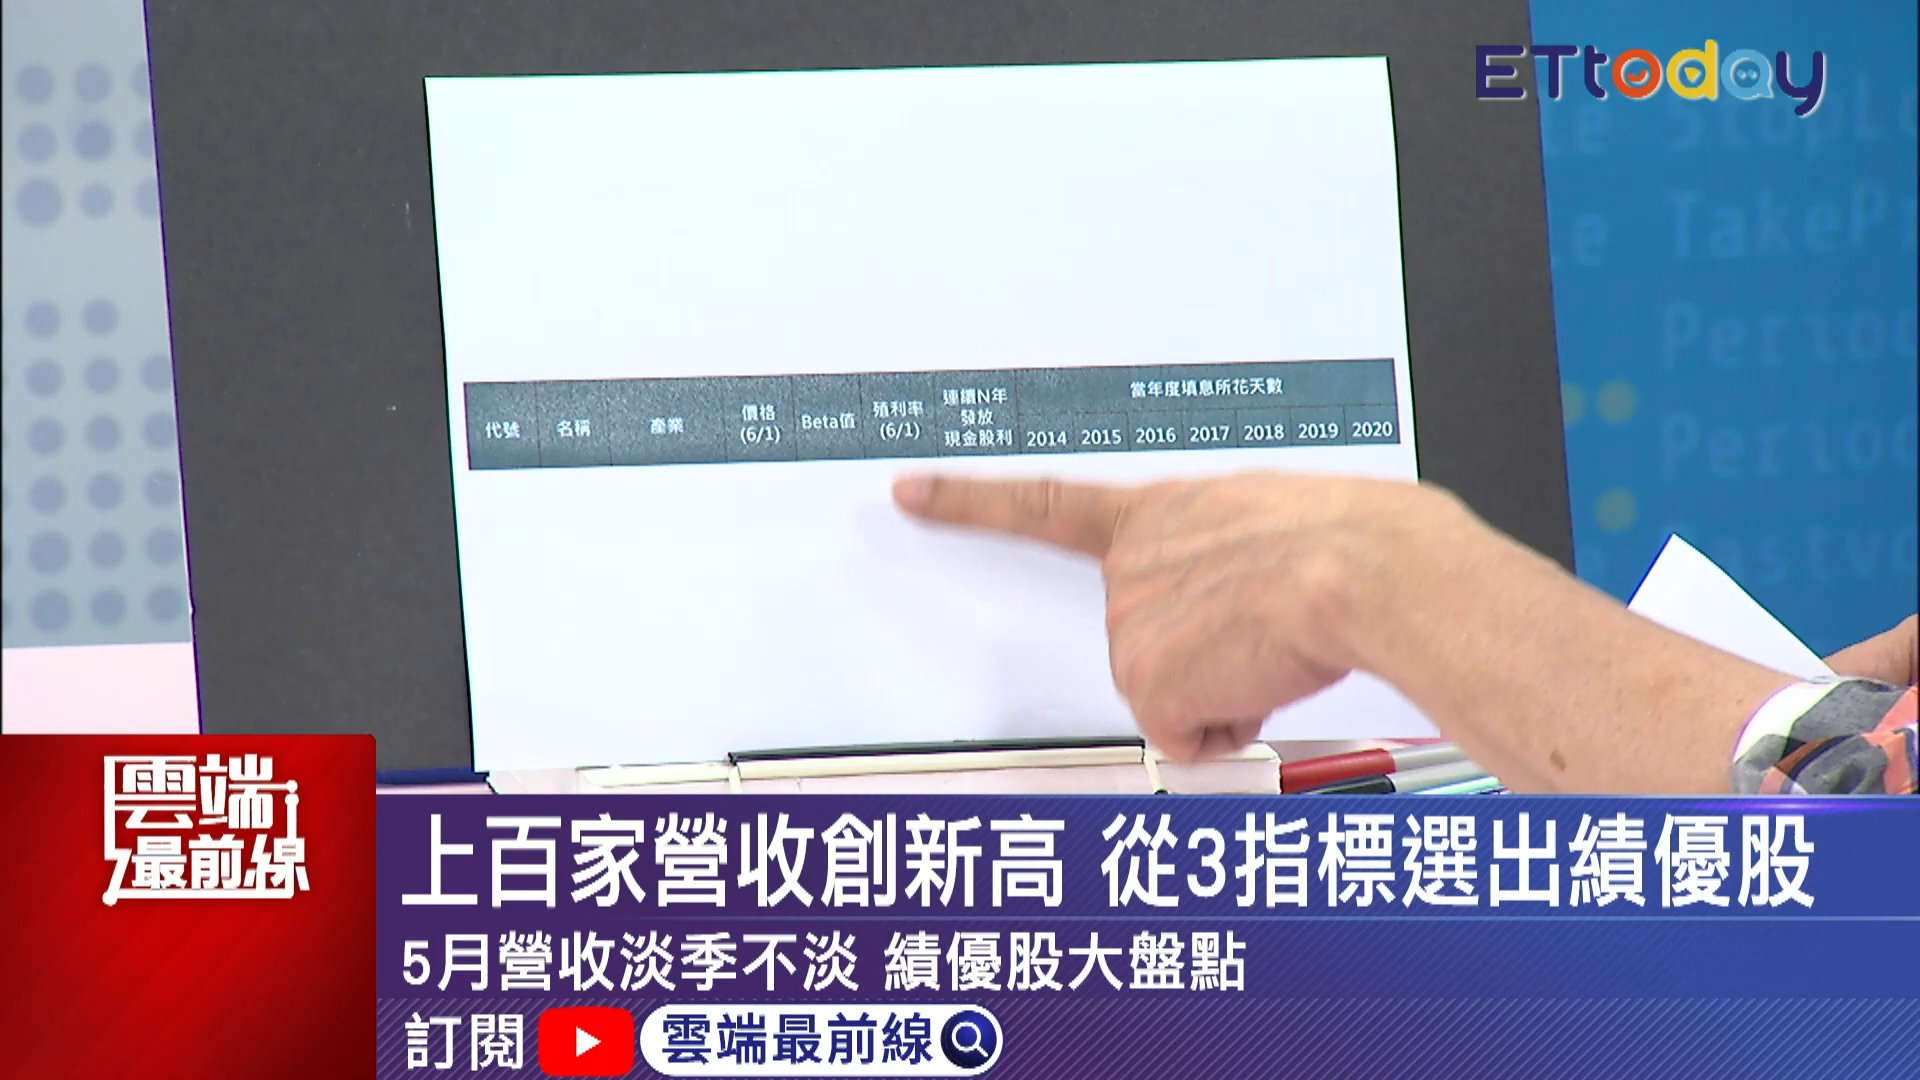 ETtoday
StopLe
TakePr
Period
Period
代號
名稱
產業
價格
(6/1)
Beta值
殖利率
(6/1)
連續N年
發放
現金股利
當年度填息所花天數
2014 2015 2016 2017 2018 2019 2020
雲端
最前線
上百家營收創新高 從3指標選出績優股
5月營收淡季不淡 績優股大盤點
訂閱 雲端最前線